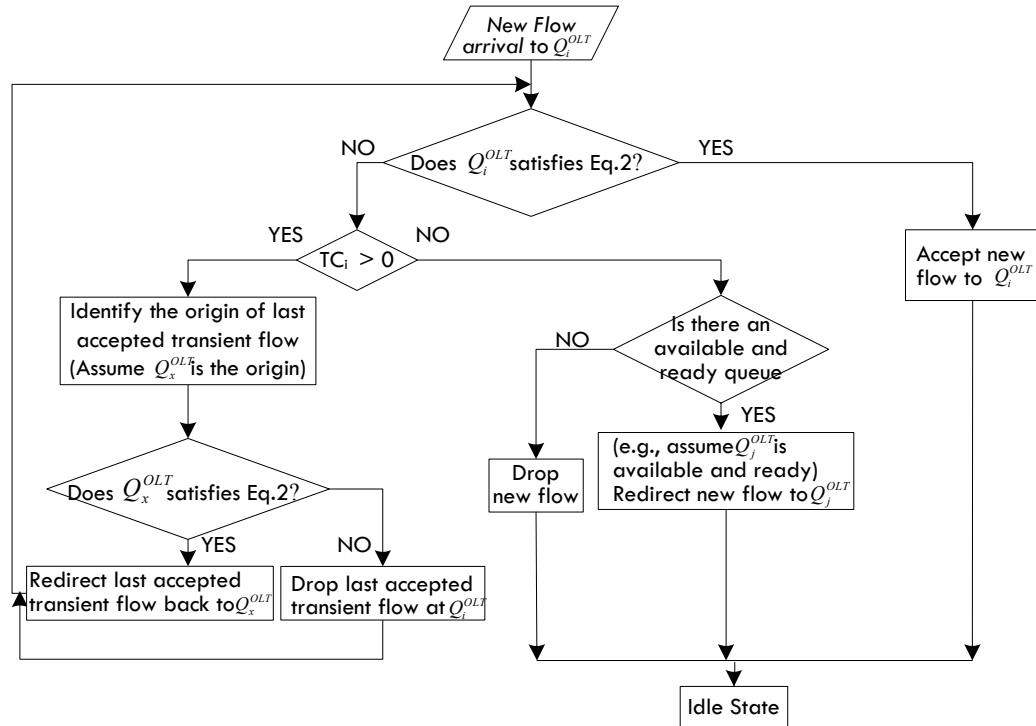 New Flow
arrival to Q_i^{OLT}
NO
YES
Does Q_i^{OLT} satisfies Eq.2?
YES
NO
TC_i > 0
Accept new
flow to Q_i^{OLT}
Identify the origin of last
accepted transient flow
(Assume Q_x^{OLT} is the origin)
Is there an
available and
ready queue
NO
YES
Does Q_x^{OLT} satisfies Eq.2?
(e.g., assume Q_j^{OLT} is
available and ready)
Redirect new flow to Q_j^{OLT}
Drop
new flow
YES
NO
Redirect last accepted
transient flow back to Q_x^{OLT}
Drop last accepted
transient flow at Q_i^{OLT}
Idle State